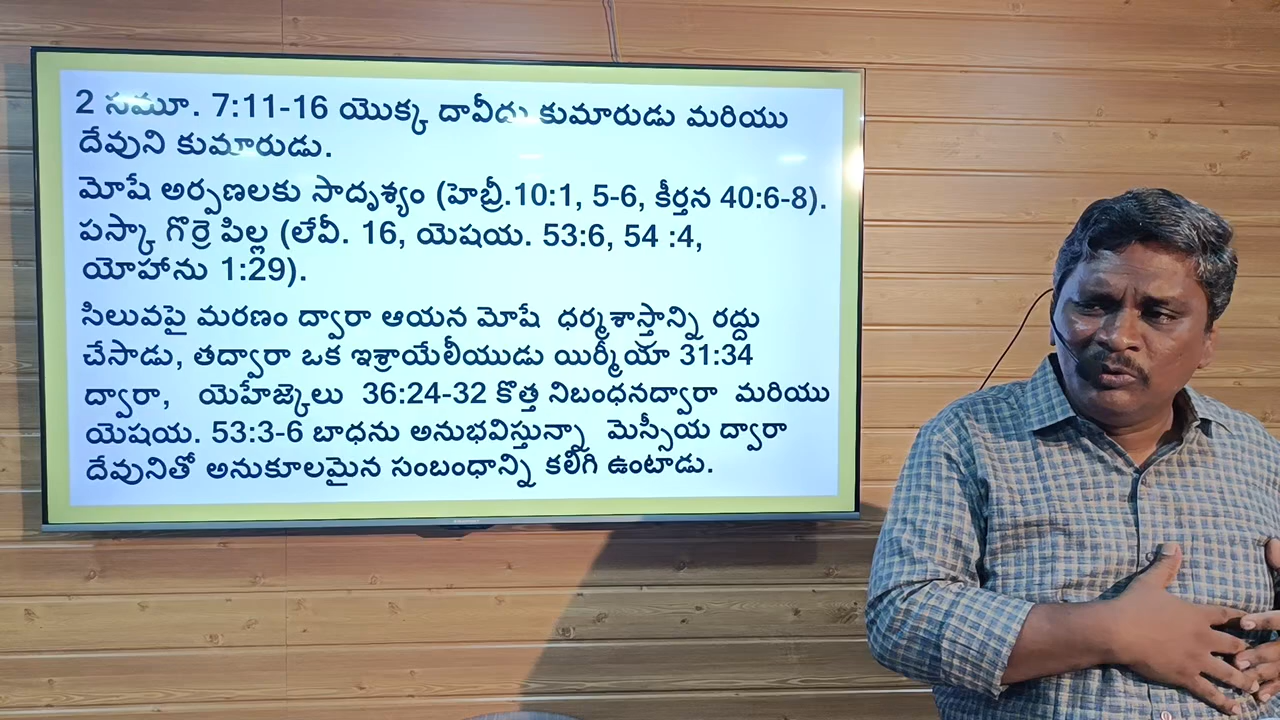 2 సమూ. 7:11-16 యొక్క దావీదు కుమారుడు మరియు
దేవుని కుమారుడు.
మోషే అర్పణలకు సాదృశ్యం (హెబ్రీ.10:1, 5-6, కీర్తన 40:6-8).
పస్కా గొర్రె పిల్ల (లేవీ. 16, యెషయ. 53:6, 54 :4,
యోహాను 1:29).
సిలువపై మరణం ద్వారా ఆయన మోషే ధర్మశాస్త్రాన్ని రద్దు
చేసాడు, తద్వారా ఒక ఇశ్రాయేలీయుడు యిర్మీయా 31:34
ద్వారా, యెహేజ్కెలు 36:24-32 కొత్త నిబంధనద్వారా మరియు
యెషయ. 53:3-6 బాధను అనుభవిస్తున్నా మెస్సీయ ద్వారా
దేవునితో అనుకూలమైన సంబంధాన్ని కలిగి ఉంటాడు.